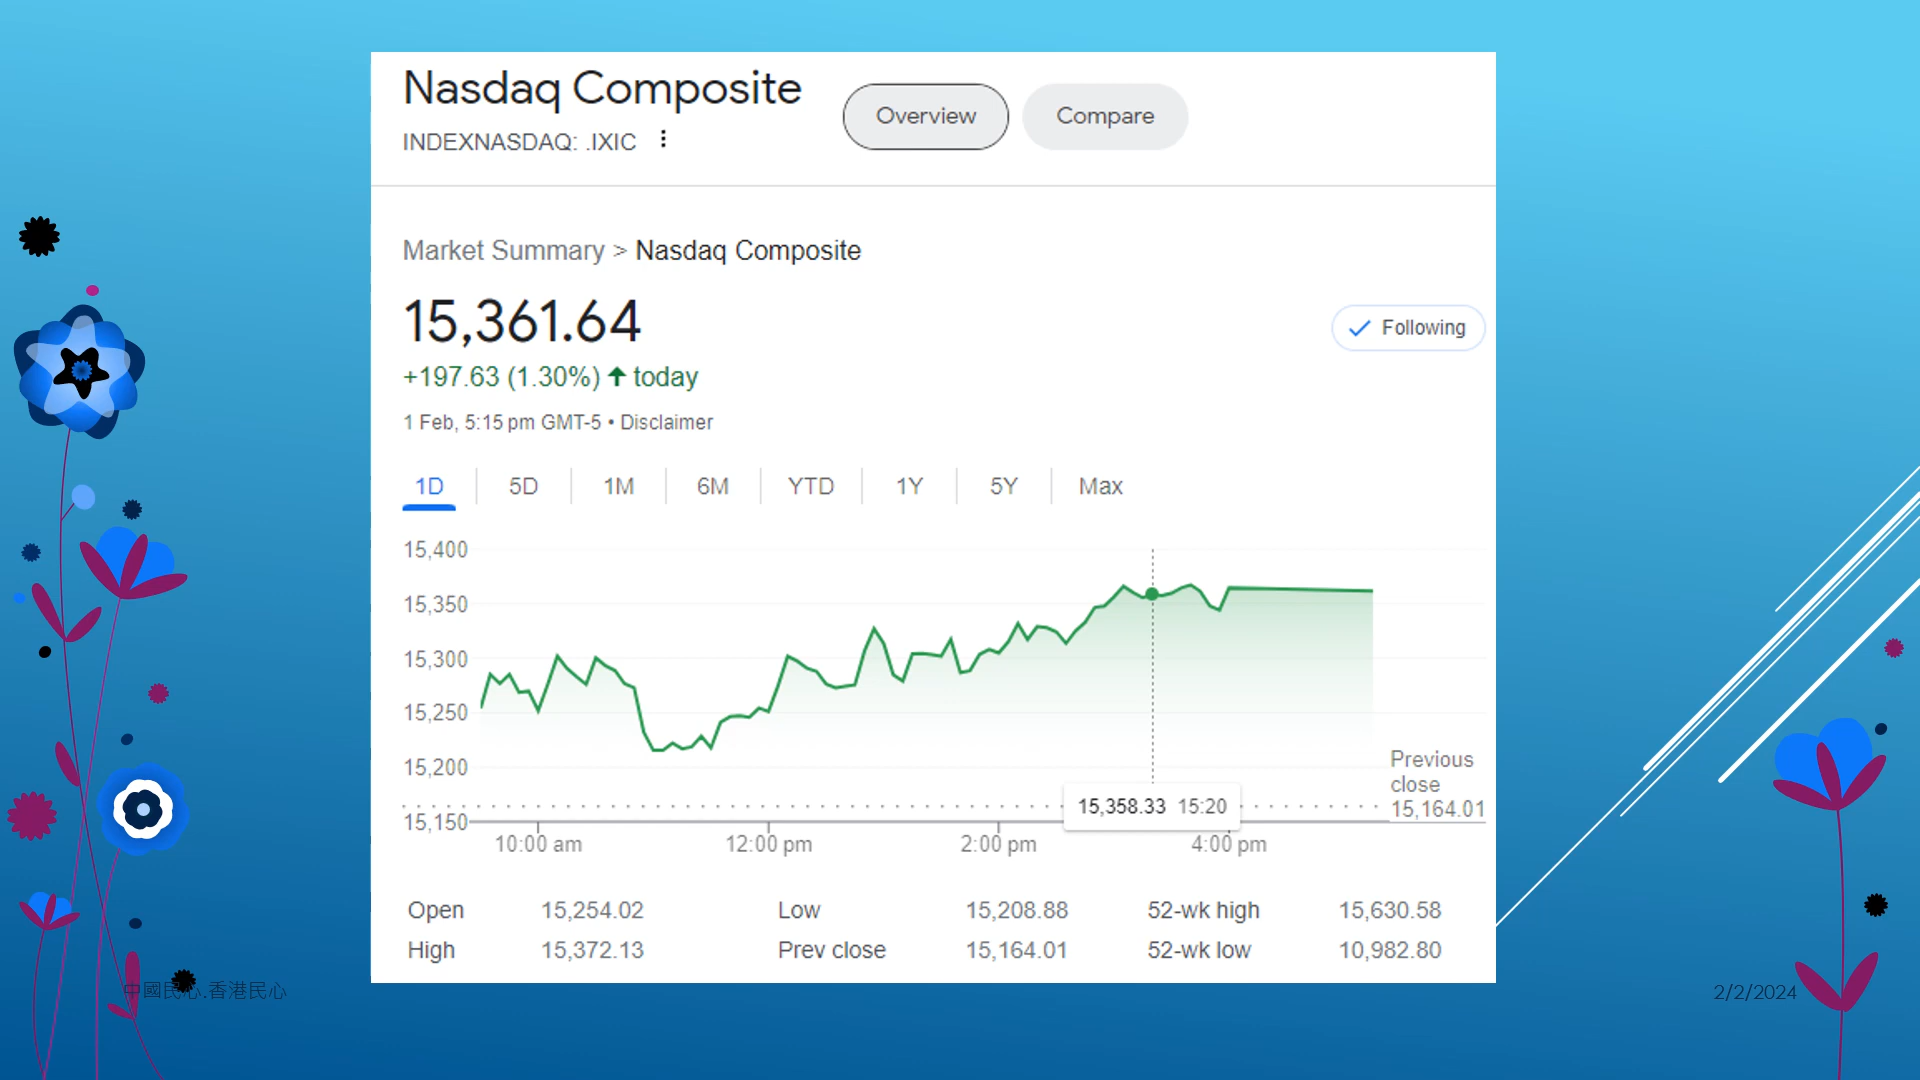 Nasdaq Composite
Overview
Compare
INDEXNASDAQ: .IXIC
Market Summary > Nasdaq Composite
15,361.64
Following
+197.63 (1.30%) ↑ today
1 Feb, 5:15 pm GMT-5 • Disclaimer
1D 5D 1M 6M YTD 1Y 5Y Max
15,400
15,350
15,300
15,250
15,200
15,150
Previous
close
15,164.01
15,358.33 15:20
10:00 am 12:00 pm 2:00 pm 4:00 pm
Open 15,254.02 Low 15,208.88 52-wk high 15,630.58
High 15,372.13 Prev close 15,164.01 52-wk low 10,982.80
中國民心.香港民心
2/2/2024